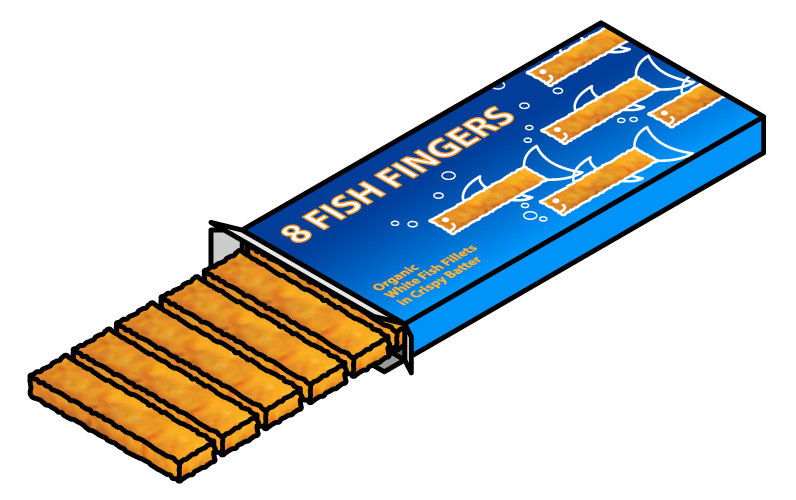 8 FISH FINGERS
Organic
White Fish Fillets
in Crispy Batter